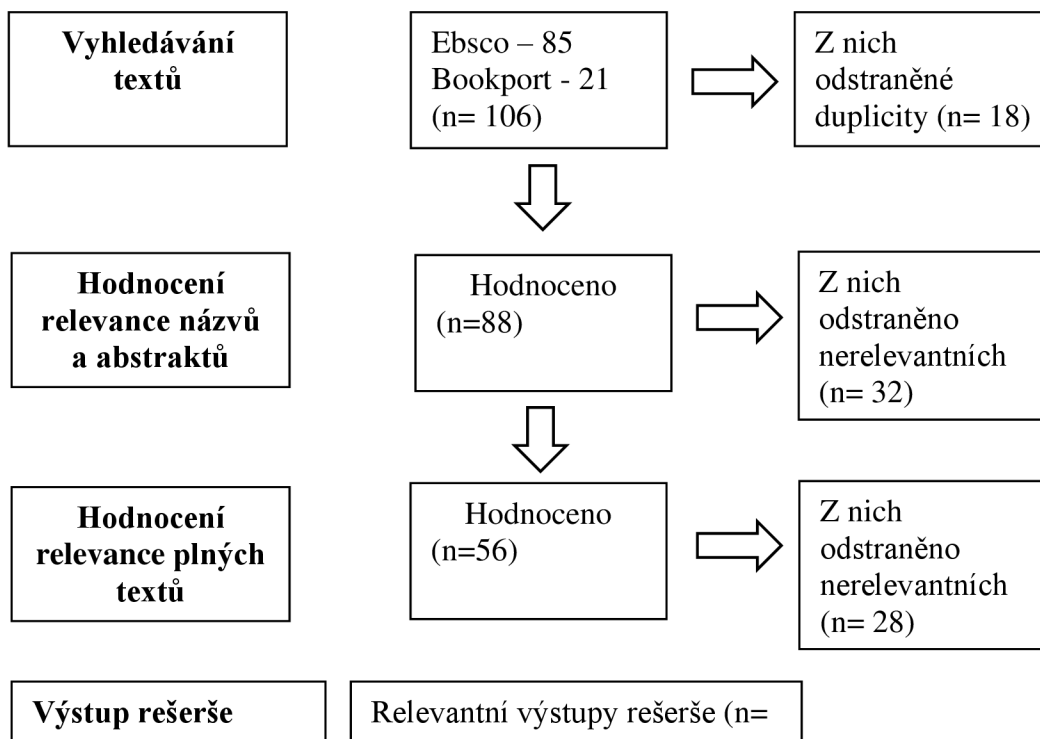 Vyhledávání
textů
Ebsco – 85
Bookport - 21
(n= 106)
Z nich
odstraněné
duplicity (n= 18)
Hodnocení
relevance názvů
a abstraktů
Hodnoceno
(n=88)
Z nich
odstraněno
nerelevantních
(n= 32)
Hodnocení
relevance plných
textů
Hodnoceno
(n=56)
Z nich
odstraněno
nerelevantních
(n= 28)
Výstup rešerše
Relevantní výstupy rešerše (n=